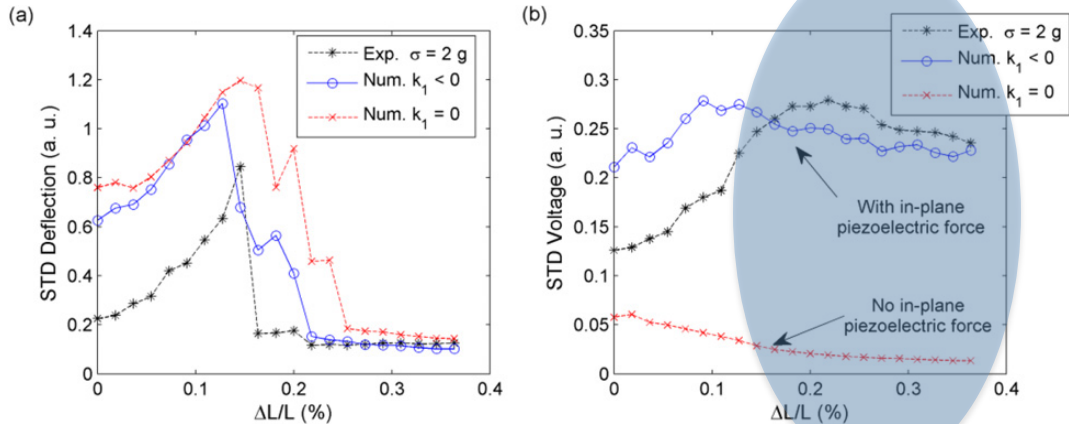 (a)
1.4
1.2
1
0.8
0.6
0.4
0.2
0
STD Deflection (a. u.)
Exp. σ = 2 g
Num. k₁ < 0
Num. k₁ = 0
0
0.1
0.2
0.3
0.4
ΔL/L (%)
(b)
0.35
0.3
0.25
0.2
0.15
0.1
0.05
0
STD Voltage (a. u.)
Exp. σ = 2 g
Num. k₁ < 0
Num. k₁ = 0
With in-plane
piezoelectric force
No in-plane
piezoelectric force
0
0.1
0.2
0.3
0.4
ΔL/L (%)